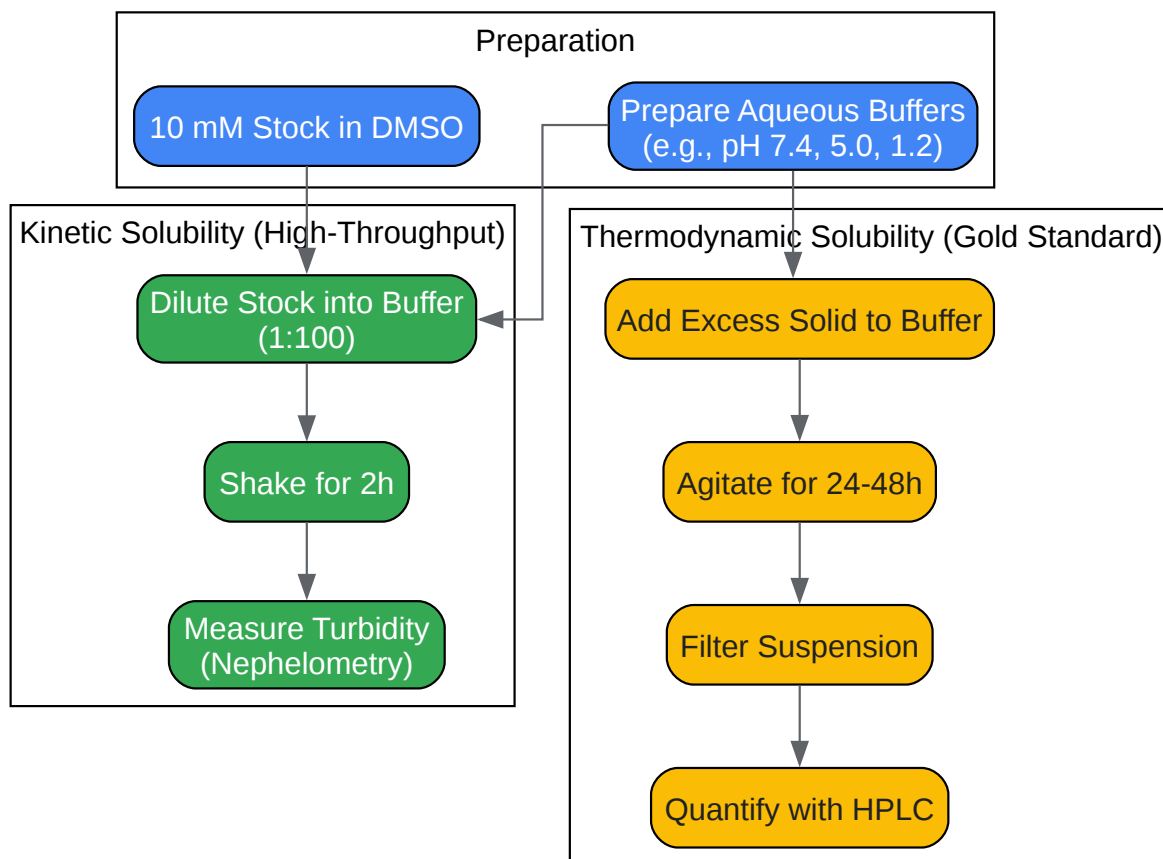 Preparation
10 mM Stock in DMSO
Prepare Aqueous Buffers
(e.g., pH 7.4, 5.0, 1.2)
Kinetic Solubility (High-Throughput)
Dilute Stock into Buffer
(1:100)
Shake for 2h
Measure Turbidity
(Nephelometry)
Thermodynamic Solubility (Gold Standard)
Add Excess Solid to Buffer
Agitate for 24-48h
Filter Suspension
Quantify with HPLC